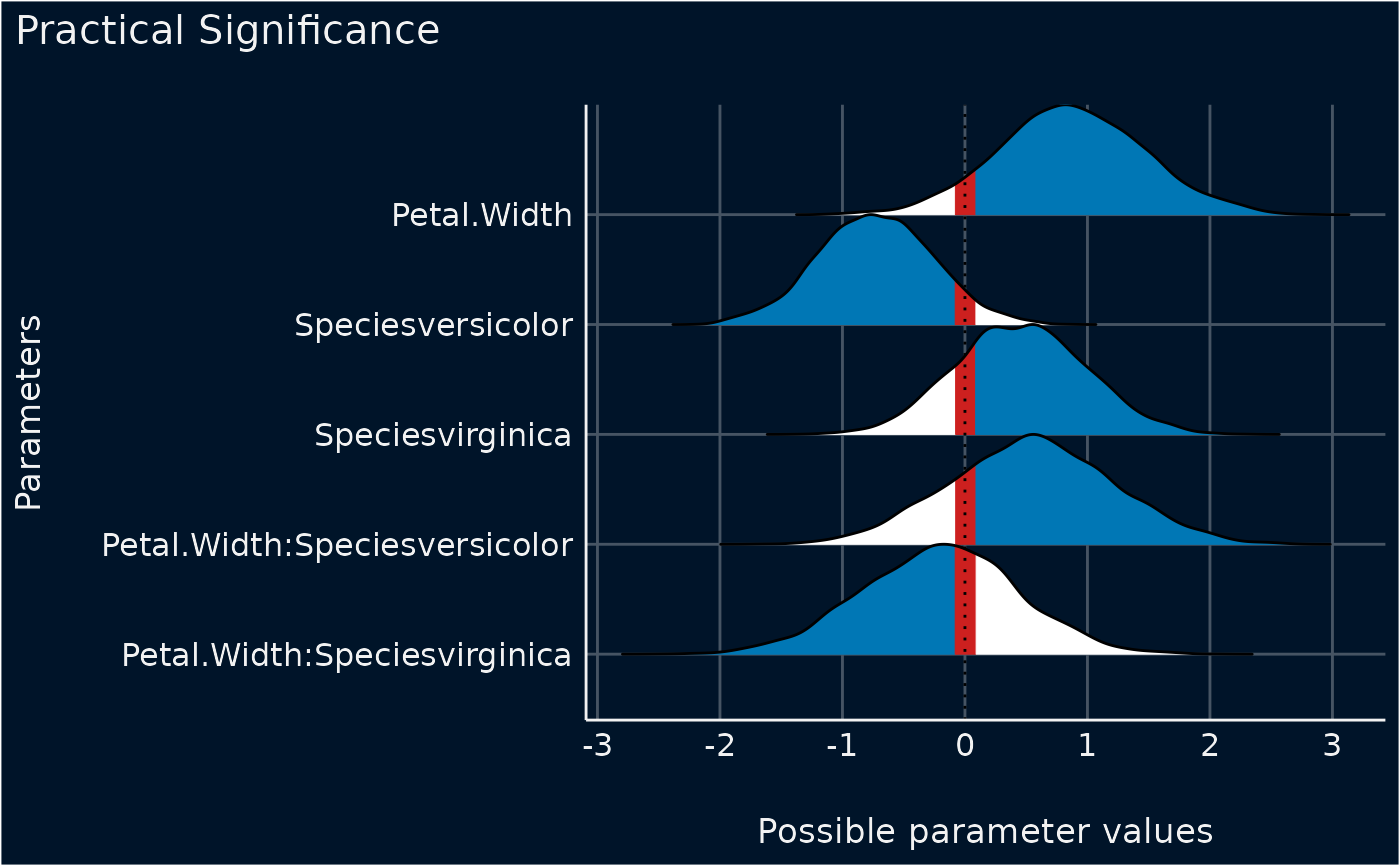 Practical Significance
Petal.Width
Speciesversicolor
Speciesvirginica
Petal.Width:Speciesversicolor
Petal.Width:Speciesvirginica
Parameters
-3 -2 -1 0 1 2 3
Possible parameter values